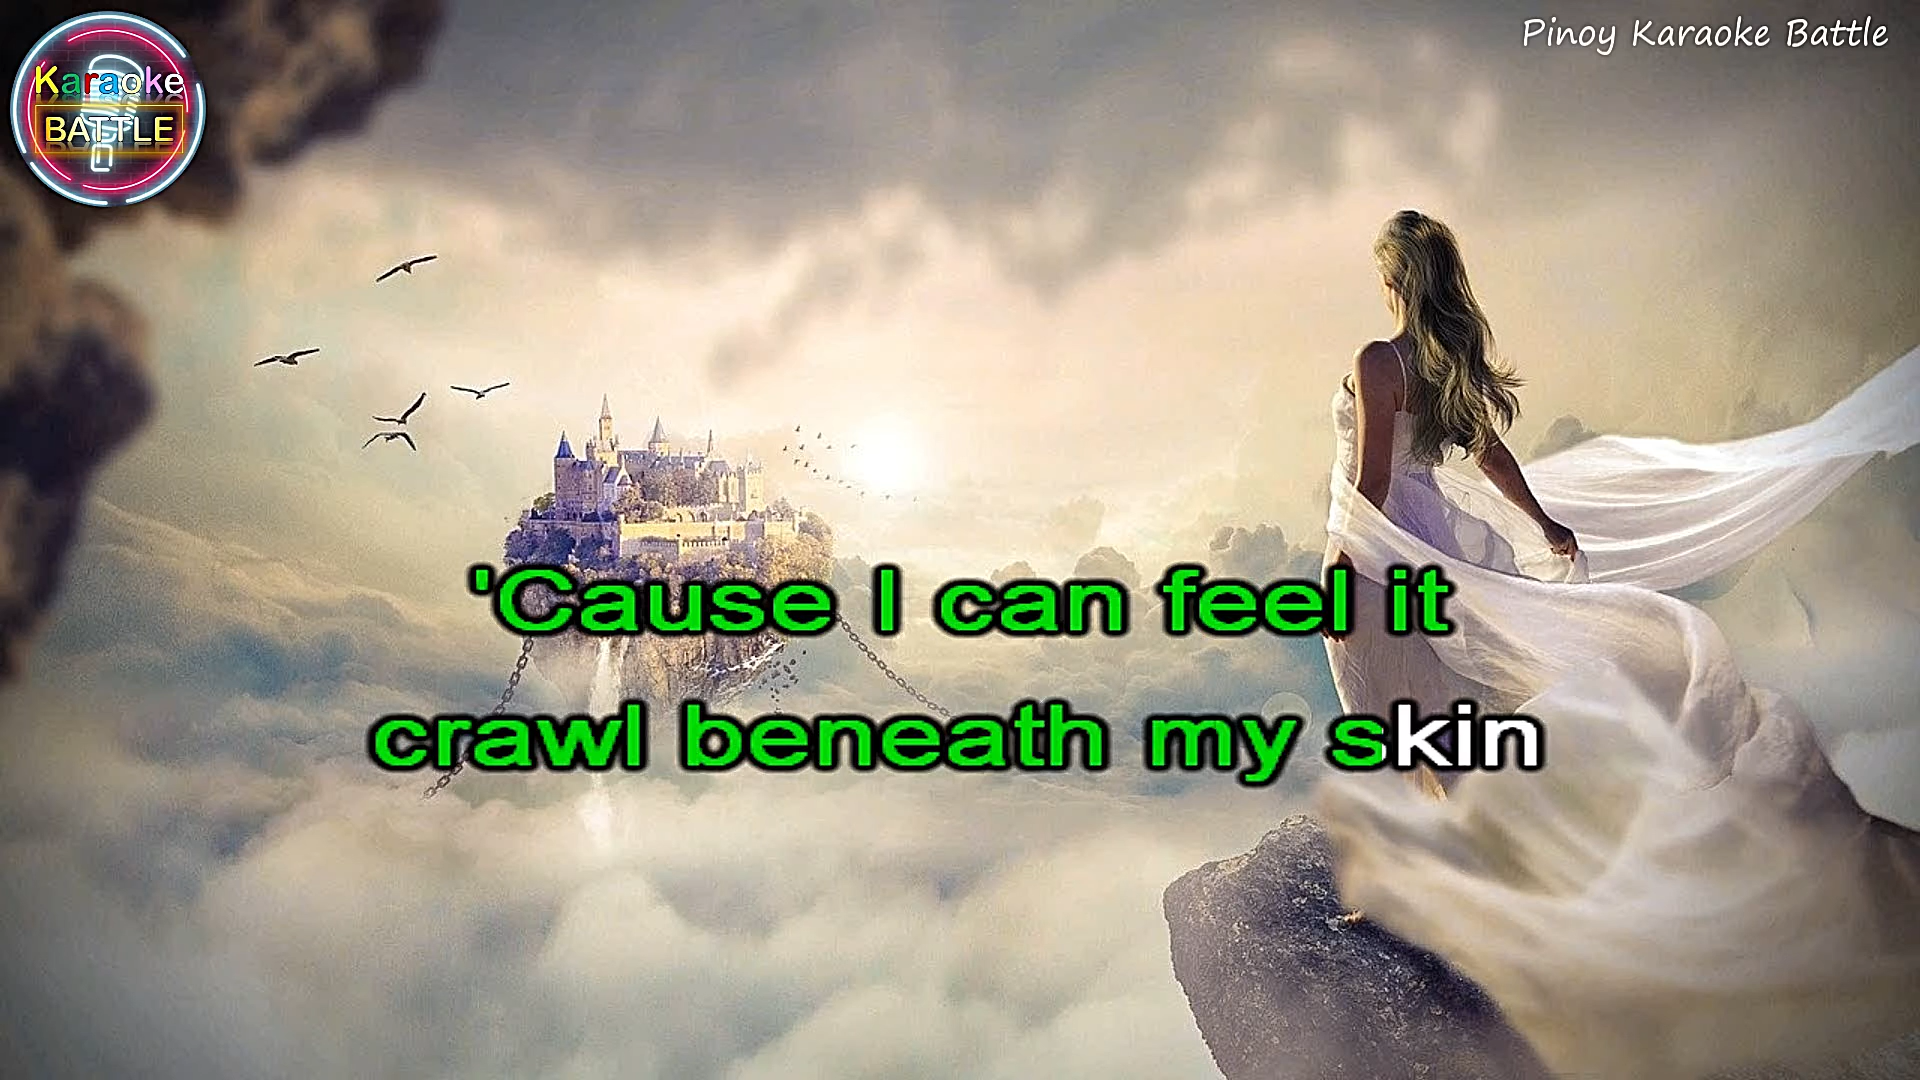 Karaoke
BATTLE
Pinoy Karaoke Battle
'Cause I can feel it
crawl beneath my skin